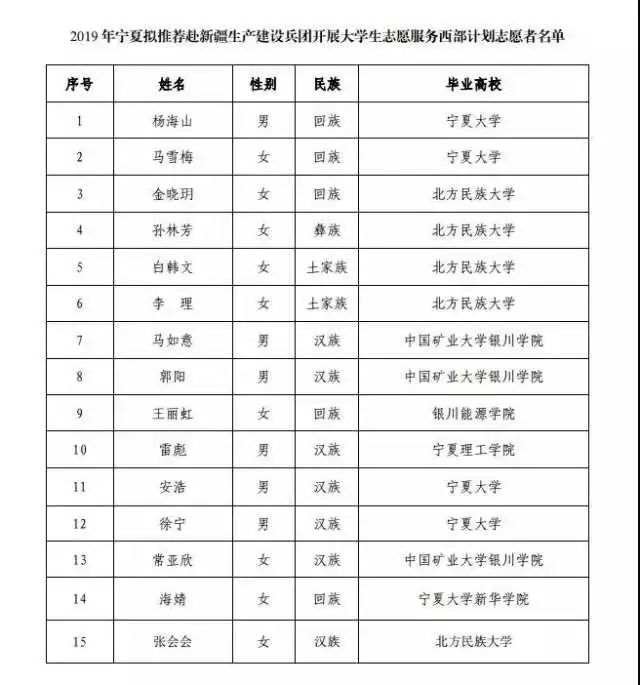 2019 年宁夏拟推荐赴新疆生产建设兵团开展大学生志愿服务西部计划志愿者名单
序号 姓名 性别 民族 毕业高校
1 杨海山 男 回族 宁夏大学
2 马雪梅 女 回族 宁夏大学
3 金晓玥 女 回族 北方民族大学
4 孙林芳 女 彝族 北方民族大学
5 白韩文 女 土家族 北方民族大学
6 李 理 女 土家族 北方民族大学
7 马如意 男 汉族 中国矿业大学银川学院
8 郭阳 男 汉族 中国矿业大学银川学院
9 王丽虹 女 回族 银川能源学院
10 雷彪 男 汉族 宁夏理工学院
11 安浩 男 汉族 宁夏大学
12 徐宁 男 汉族 宁夏大学
13 常亚欣 女 汉族 中国矿业大学银川学院
14 海婧 女 回族 宁夏大学新华学院
15 张会会 女 汉族 北方民族大学